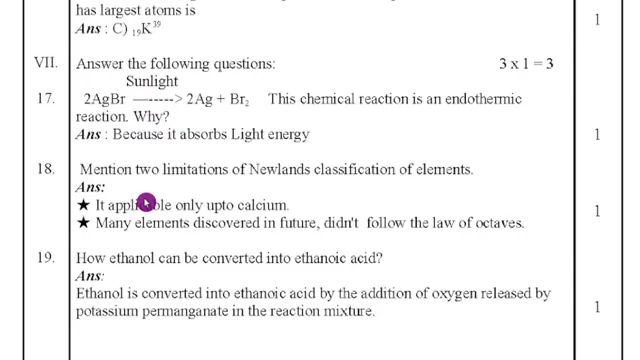 has largest atoms is
Ans : C) ₁₉K³⁹
1
VII. Answer the following questions: 3 x 1 = 3
Sunlight
17. 2AgBr ------> 2Ag + Br₂ This chemical reaction is an endothermic
reaction. Why?
Ans : Because it absorbs Light energy 1
18. Mention two limitations of Newlands classification of elements.
Ans:
★ It applicable only upto calcium.
1
★ Many elements discovered in future, didn't follow the law of octaves.
19. How ethanol can be converted into ethanoic acid?
Ans:
Ethanol is converted into ethanoic acid by the addition of oxygen released by
potassium permanganate in the reaction mixture. 1